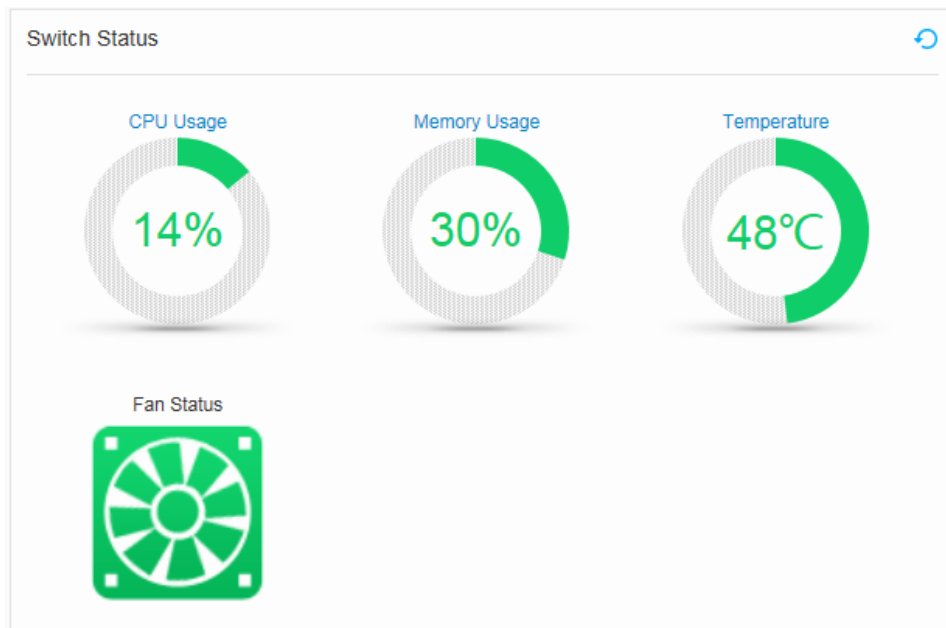 Switch Status
CPU Usage
Memory Usage
Temperature
14%
30%
48℃
Fan Status